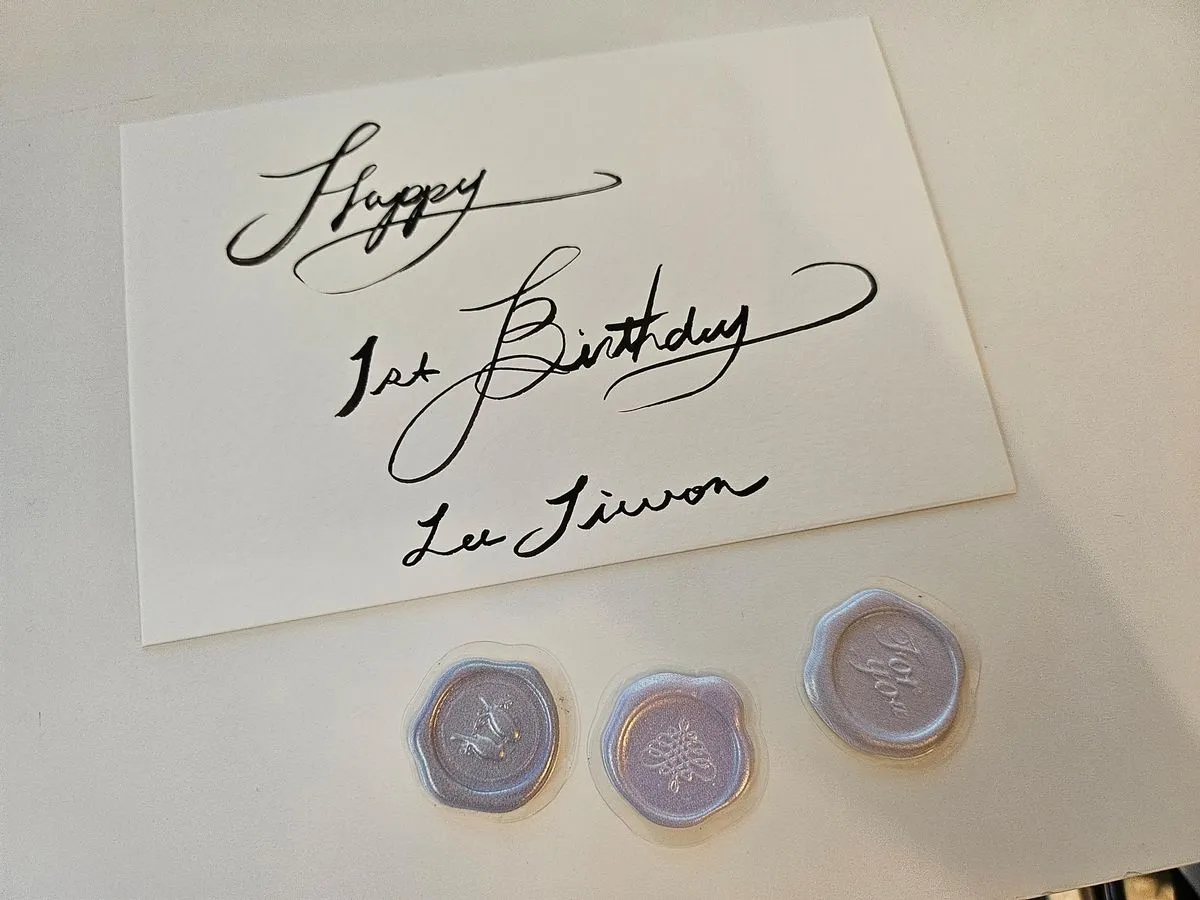 Happy
1st Birthday
Lee Jiwon
For
you